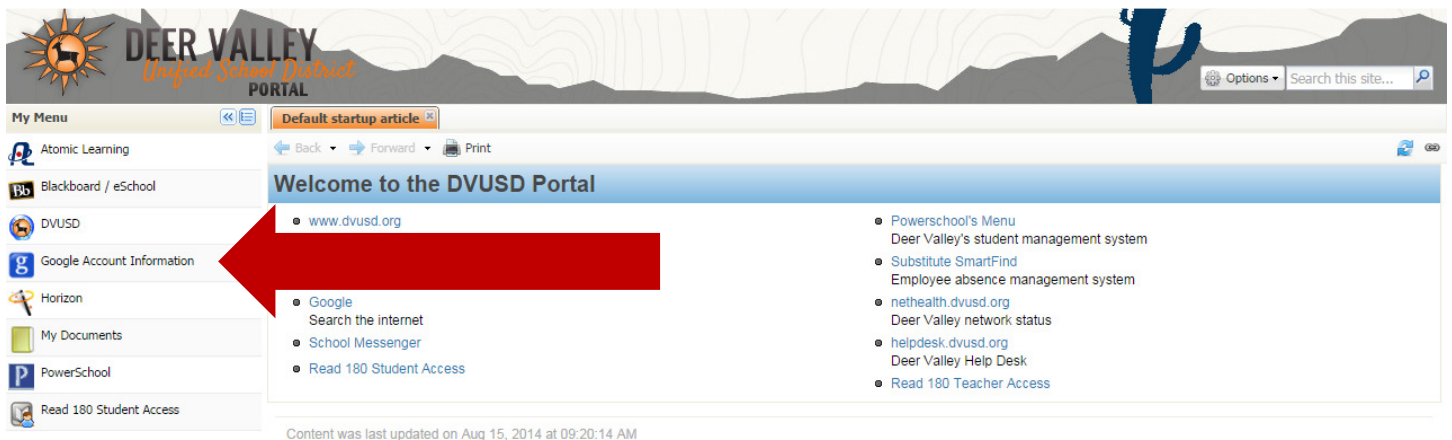 DEER VALLEY
Unified School District
PORTAL
Options
Search this site...
My Menu
Atomic Learning
Bb Blackboard / eSchool
DVUSD
g Google Account Information
Horizon
My Documents
P PowerSchool
Read 180 Student Access
Default startup article
Back Forward Print
Welcome to the DVUSD Portal
www.dvusd.org
Google
Search the internet
School Messenger
Read 180 Student Access
Powerschool's Menu
Deer Valley's student management system
Substitute SmartFind
Employee absence management system
nethealth.dvusd.org
Deer Valley network status
helpdesk.dvusd.org
Deer Valley Help Desk
Read 180 Teacher Access
Content was last updated on Aug 15, 2014 at 09:20:14 AM